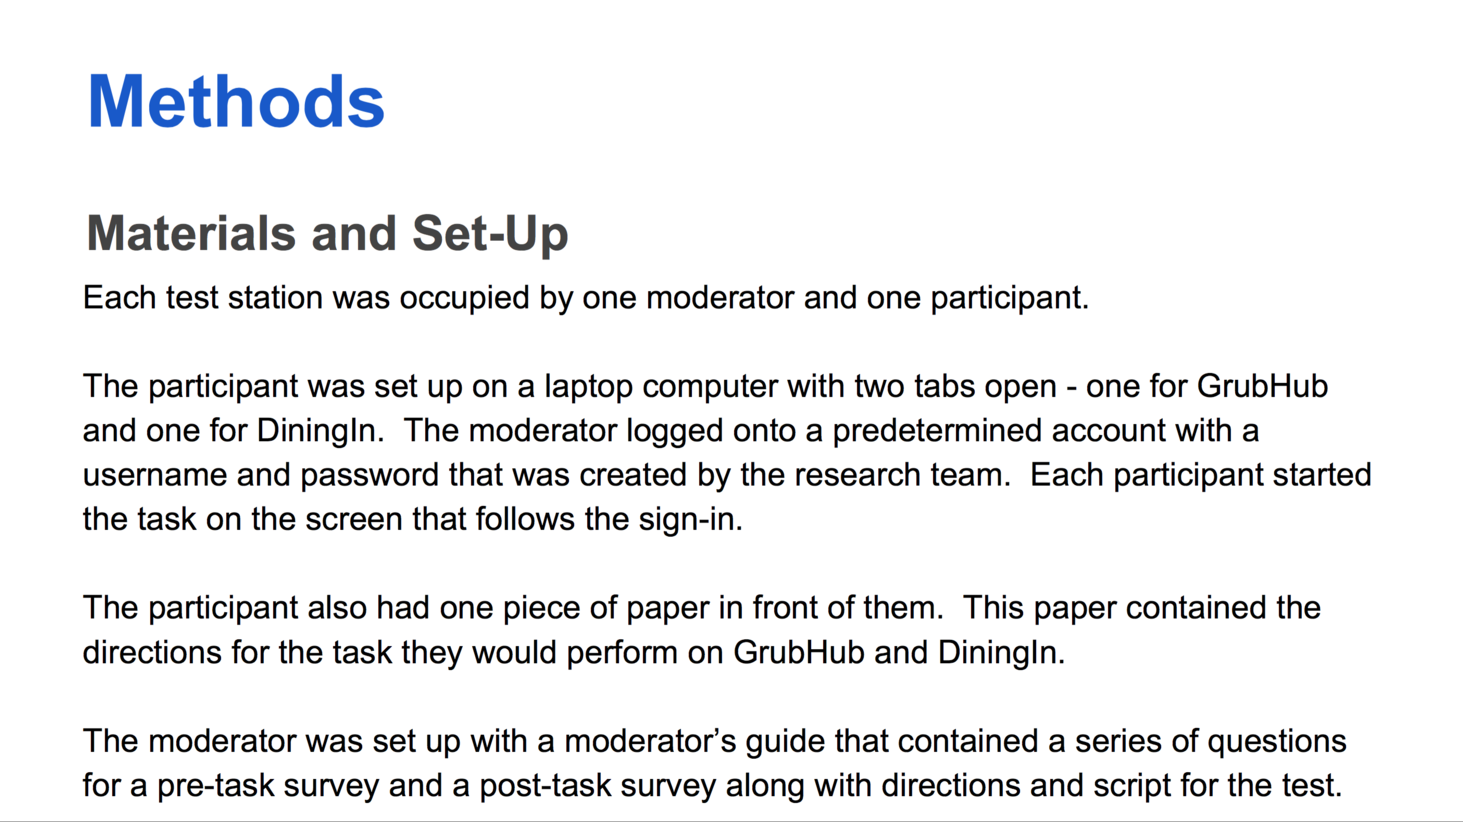 Methods
Materials and Set-Up
Each test station was occupied by one moderator and one participant.
The participant was set up on a laptop computer with two tabs open - one for GrubHub
and one for DiningIn.  The moderator logged onto a predetermined account with a
username and password that was created by the research team.  Each participant started
the task on the screen that follows the sign-in.
The participant also had one piece of paper in front of them.  This paper contained the
directions for the task they would perform on GrubHub and DiningIn.
The moderator was set up with a moderator’s guide that contained a series of questions
for a pre-task survey and a post-task survey along with directions and script for the test.